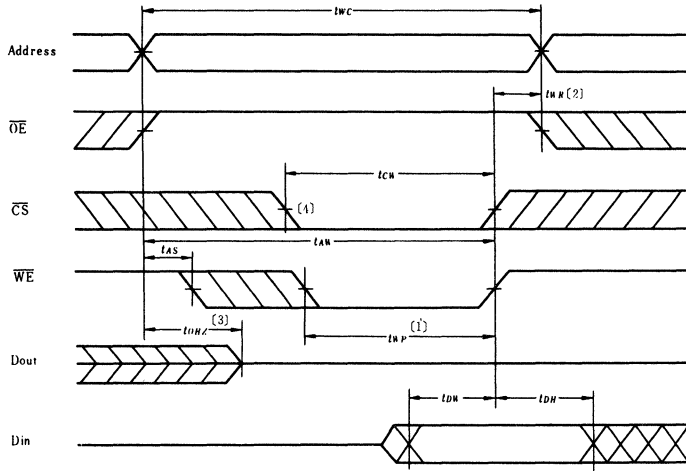 tWC
Address
tWR (2)
OE
tCW
CS
(4)
tAW
tAS
WE
(3)
tOHZ
(1)
tWP
Dout
tDW
tDH
Din